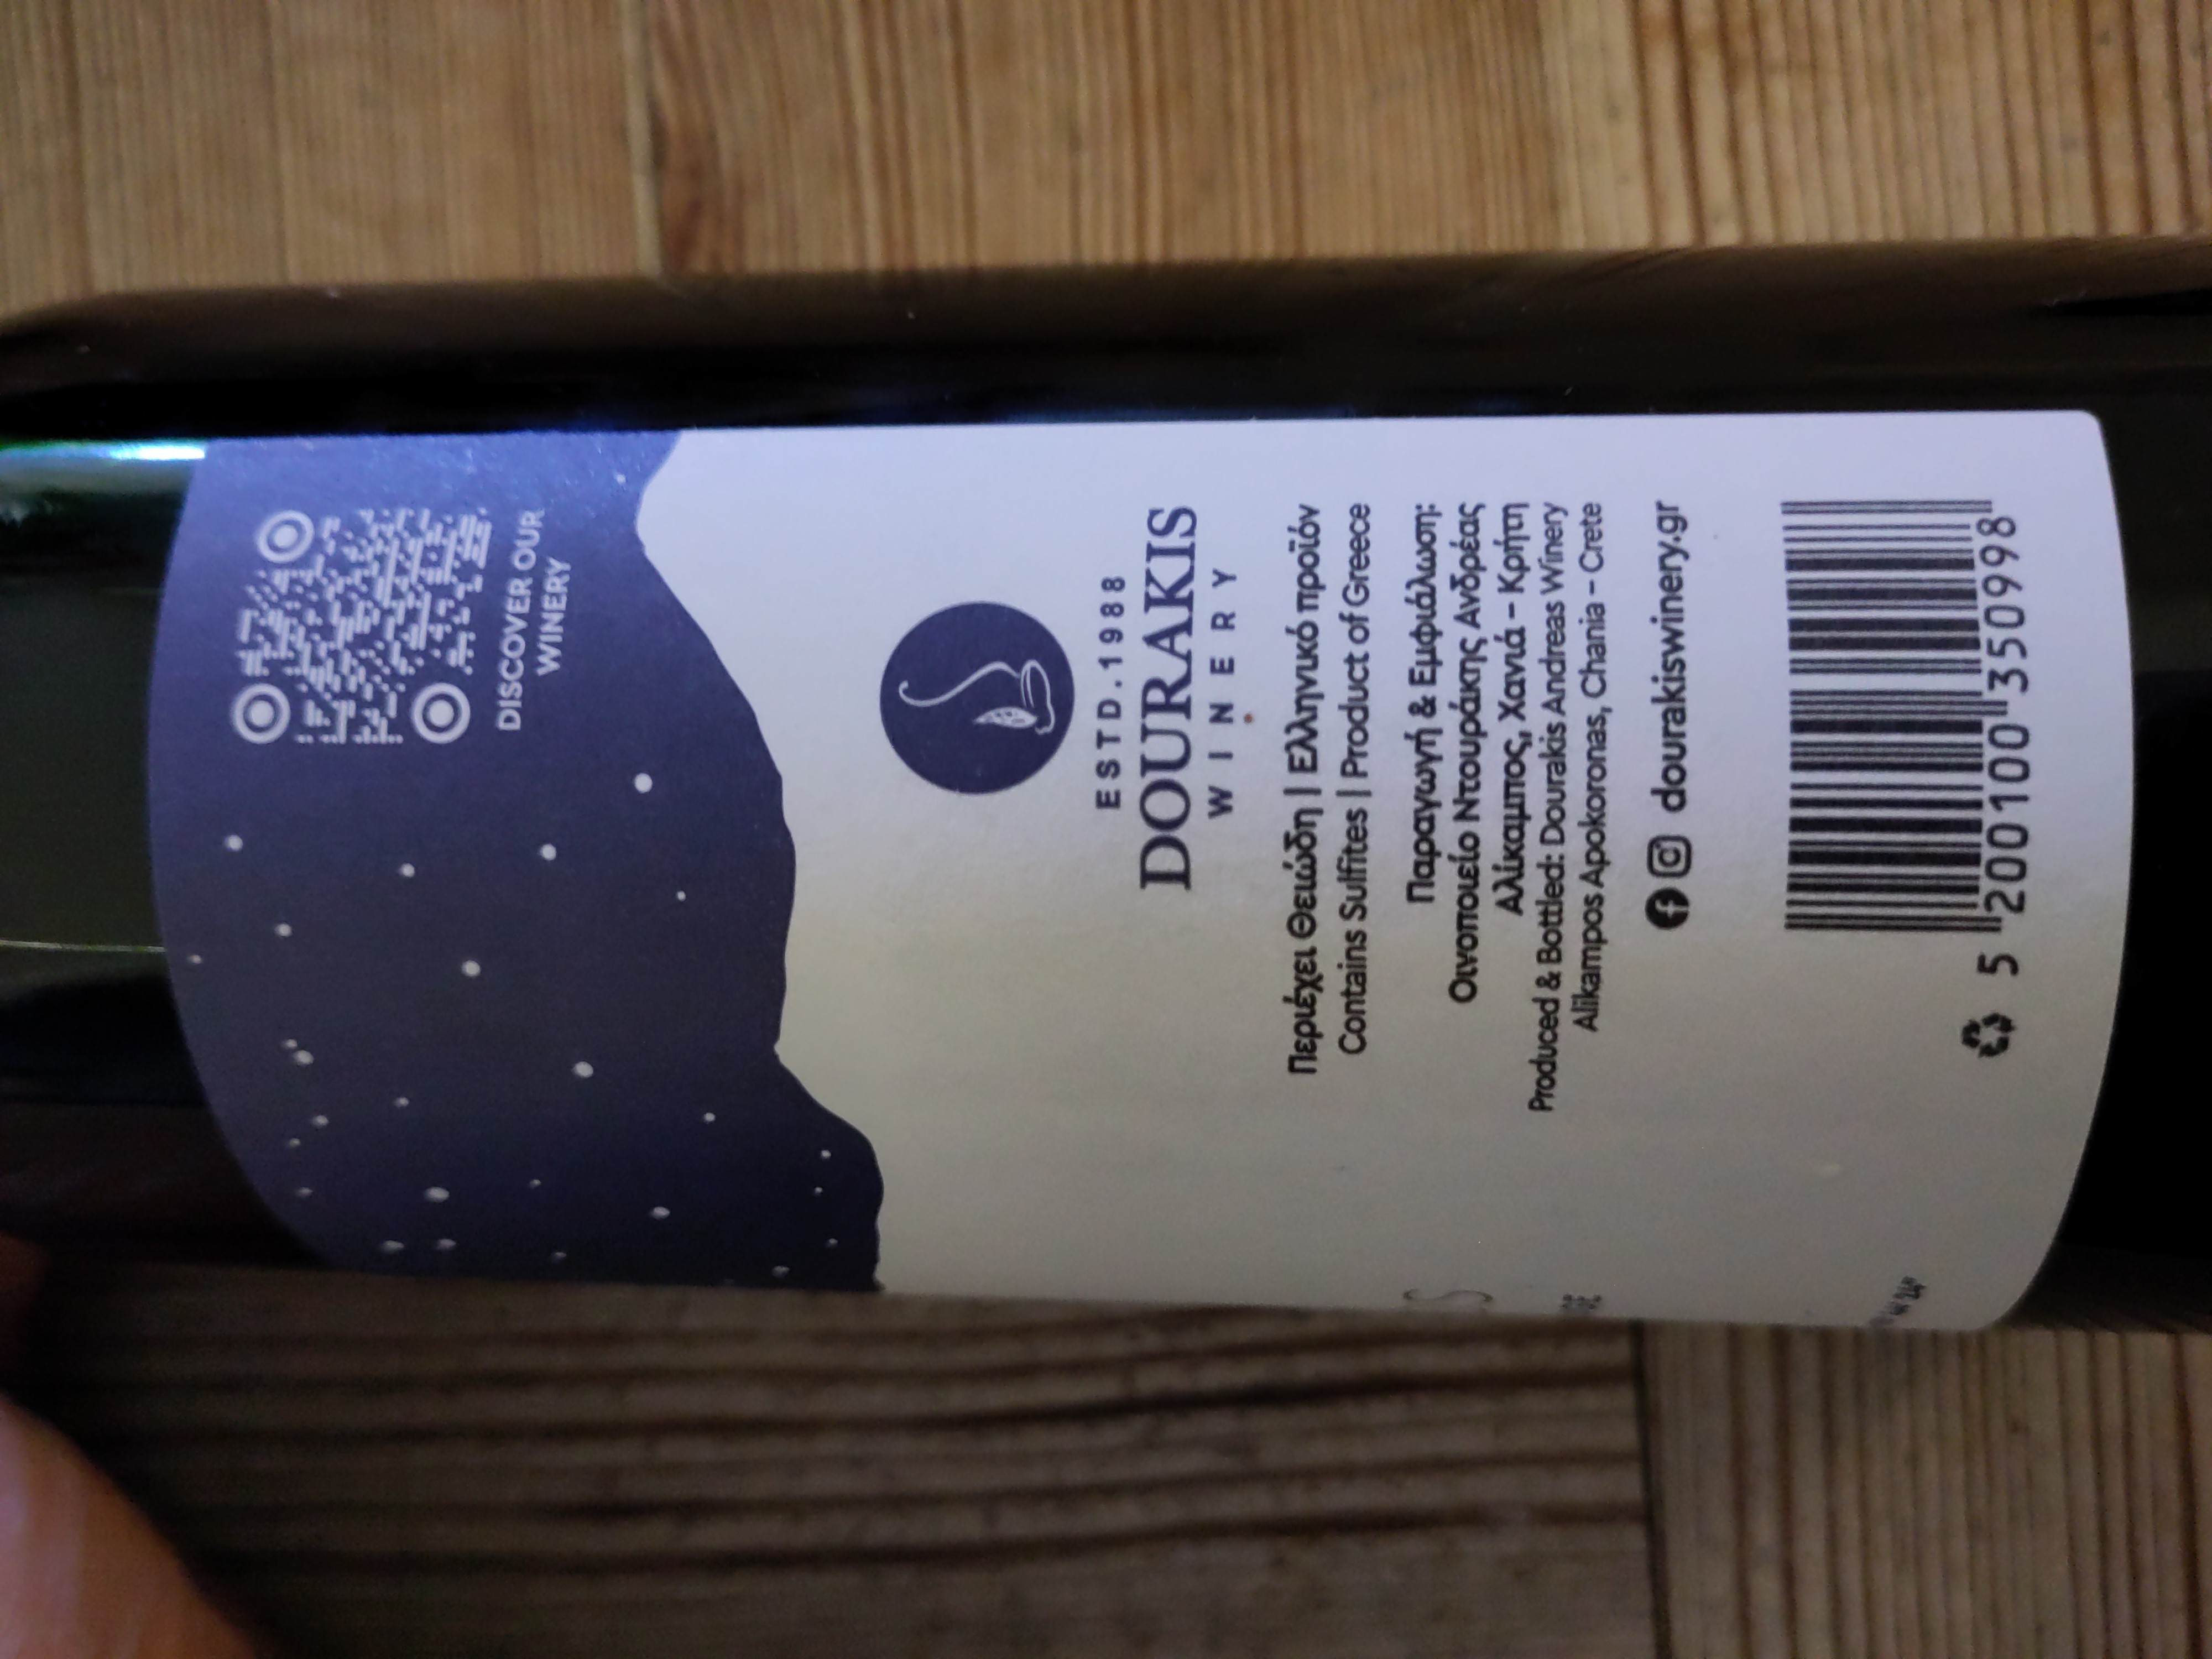 DISCOVER OUR
WINERY
ESTD.1988
DOURAKIS
WINERY
Περιέχει Θειώδη | Ελληνικό προϊόν
Contains Sulfites | Product of Greece
Παραγωγή & Εμφιάλωση:
Οινοποιείο Ντουράκης Ανδρέας
Αλίκαμπος, Χανιά – Κρήτη
Produced & Bottled: Dourakis Andreas Winery
Alikampos Apokoronas, Chania – Crete
dourakiswinery.gr
5 200100 350998